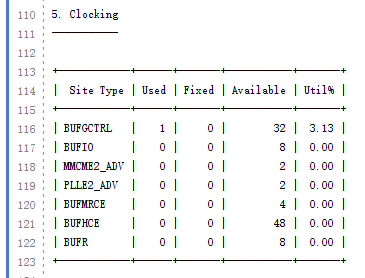 110 5. Clocking
111 -----------
112
113 +------------+------+-------+-----------+-------+
114 | Site Type | Used | Fixed | Available | Util% |
115 +------------+------+-------+-----------+-------+
116 | BUFGCTRL | 1 | 0 | 32 | 3.13 |
117 | BUFIO | 0 | 0 | 8 | 0.00 |
118 | MMCME2_ADV | 0 | 0 | 2 | 0.00 |
119 | PLLE2_ADV | 0 | 0 | 2 | 0.00 |
120 | BUFMRCE | 0 | 0 | 4 | 0.00 |
121 | BUFHCE | 0 | 0 | 48 | 0.00 |
122 | BUFR | 0 | 0 | 8 | 0.00 |
123 +------------+------+-------+-----------+-------+